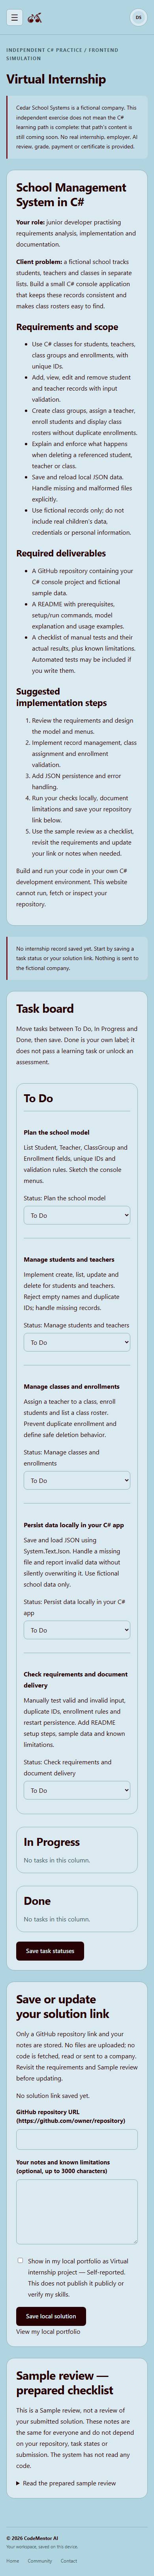 DS
INDEPENDENT C# PRACTICE / FRONTEND
SIMULATION
Virtual Internship
Cedar School Systems is a fictional company. This
independent exercise does not mean the C#
learning path is complete: that path's content is
still coming soon. No real internship, employer, AI
review, grade, payment or certificate is provided.
School Management
System in C#
Your role: junior developer practising
requirements analysis, implementation and
documentation.
Client problem: a fictional school tracks
students, teachers and classes in separate
lists. Build a small C# console application
that keeps these records consistent and
makes class rosters easy to find.
Requirements and scope
• Use C# classes for students, teachers,
class groups and enrollments, with
unique IDs.
• Add, view, edit and remove student
and teacher records with input
validation.
• Create class groups, assign a teacher,
enroll students and display class
rosters without duplicate enrollments.
• Explain and enforce what happens
when deleting a referenced student,
teacher or class.
• Save and reload local JSON data.
Handle missing and malformed files
explicitly.
• Use fictional records only; do not
include real children's data,
credentials or personal information.
Required deliverables
• A GitHub repository containing your
C# console project and fictional
sample data.
• A README with prerequisites,
setup/run commands, model
explanation and usage examples.
• A checklist of manual tests and their
actual results, plus known limitations.
Automated tests may be included if
you write them.
Suggested
implementation steps
1. Review the requirements and design
the model and menus.
2. Implement record management, class
assignment and enrollment
validation.
3. Add JSON persistence and error
handling.
4. Run your checks locally, document
limitations and save your repository
link below.
5. Use the sample review as a checklist,
revisit the requirements and update
your link or notes when needed.
Build and run your code in your own C#
development environment. This website
cannot run, fetch or inspect your
repository.
No internship record saved yet. Start by saving a
task status or your solution link. Nothing is sent to
the fictional company.
Task board
Move tasks between To Do, In Progress and
Done, then save. Done is your own label; it
does not pass a learning task or unlock an
assessment.
To Do
Plan the school model
List Student, Teacher, ClassGroup and
Enrollment fields, unique IDs and
validation rules. Sketch the console
menus.
Status: Plan the school model
To Do
Manage students and teachers
Implement create, list, update and
delete for students and teachers.
Reject empty names and duplicate
IDs; handle missing records.
Status: Manage students and teachers
To Do
Manage classes and enrollments
Assign a teacher to a class, enroll
students and list a class roster.
Prevent duplicate enrollment and
define safe deletion behavior.
Status: Manage classes and
enrollments
To Do
Persist data locally in your C# app
Save and load JSON using
System.Text.Json. Handle a missing
file and report invalid data without
silently overwriting it. Use fictional
school data only.
Status: Persist data locally in your C#
app
To Do
Check requirements and document
delivery
Manually test valid and invalid input,
duplicate IDs, enrollment rules and
restart persistence. Add README
setup steps, sample data and known
limitations.
Status: Check requirements and
document delivery
To Do
In Progress
No tasks in this column.
Done
No tasks in this column.
Save task statuses
Save or update
your solution link
Only a GitHub repository link and your
notes are stored. No files are uploaded; no
code is fetched, read or sent to a company.
Revisit the requirements and Sample review
before updating.
No solution link saved yet.
GitHub repository URL
(https://github.com/owner/repository)
Your notes and known limitations
(optional, up to 3000 characters)
Show in my local portfolio as Virtual
internship project — Self-reported.
This does not publish it publicly or
verify my skills.
Save local solution
View my local portfolio
Sample review —
prepared checklist
This is a Sample review, not a review of
your submitted solution. These notes are
the same for everyone and do not depend
on your repository, task states or
submission. The system has not read any
code.
Read the prepared sample review
© 2026 CodeMentor AI
Your workspace, saved on this device.
Home Community Contact